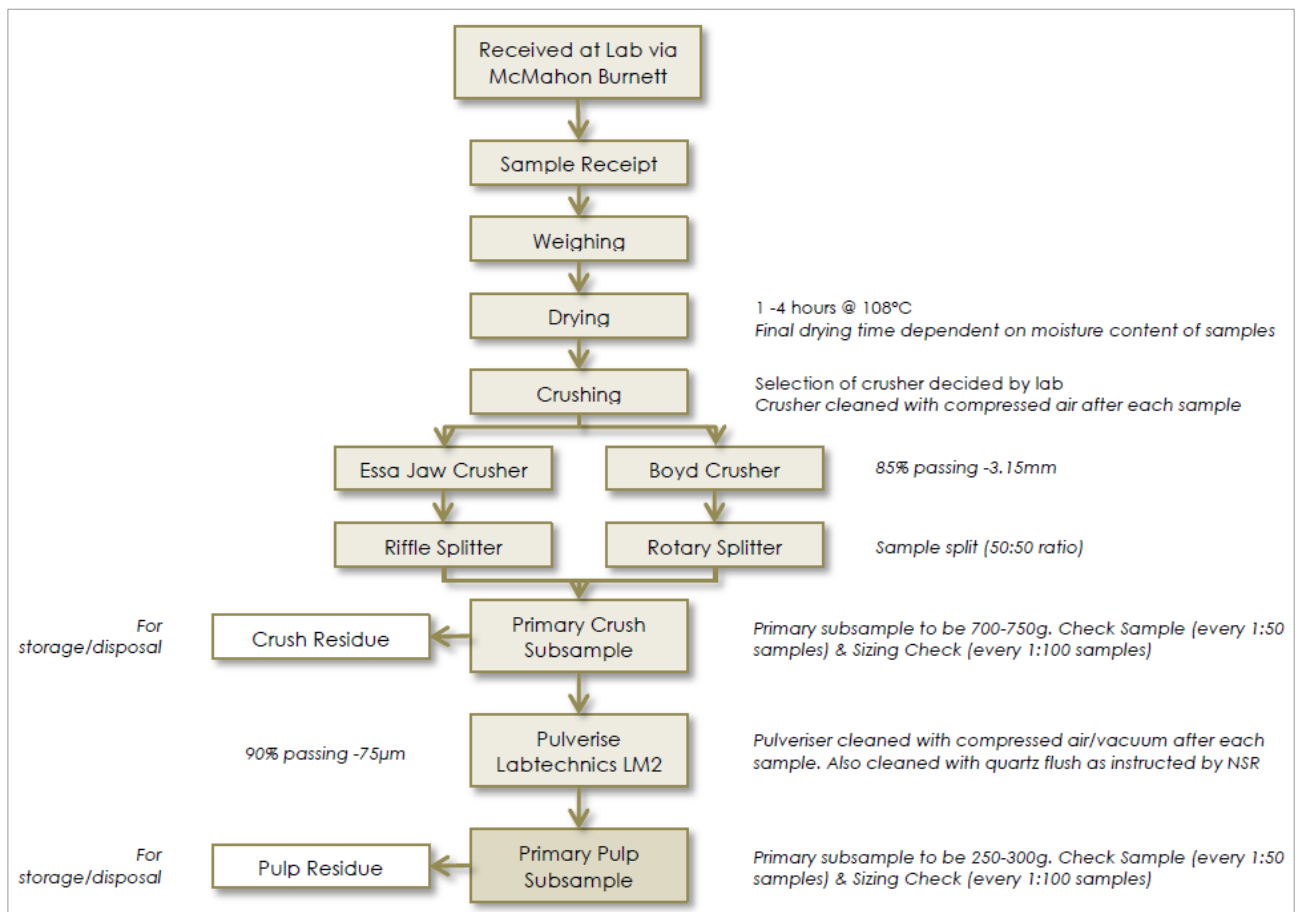 Received at Lab via
McMahon Burnett
Sample Receipt
Weighing
Drying
1 -4 hours @ 108°C
Final drying time dependent on moisture content of samples
Crushing
Selection of crusher decided by lab
Crusher cleaned with compressed air after each sample
Essa Jaw Crusher
Boyd Crusher
85% passing -3.15mm
Riffle Splitter
Rotary Splitter
Sample split (50:50 ratio)
For
storage/disposal
Crush Residue
Primary Crush
Subsample
Primary subsample to be 700-750g. Check Sample (every 1:50
samples) & Sizing Check (every 1:100 samples)
90% passing -75µm
Pulverise
Labtechnics LM2
Pulveriser cleaned with compressed air/vacuum after each
sample. Also cleaned with quartz flush as instructed by NSR
For
storage/disposal
Pulp Residue
Primary Pulp
Subsample
Primary subsample to be 250-300g. Check Sample (every 1:50
samples) & Sizing Check (every 1:100 samples)